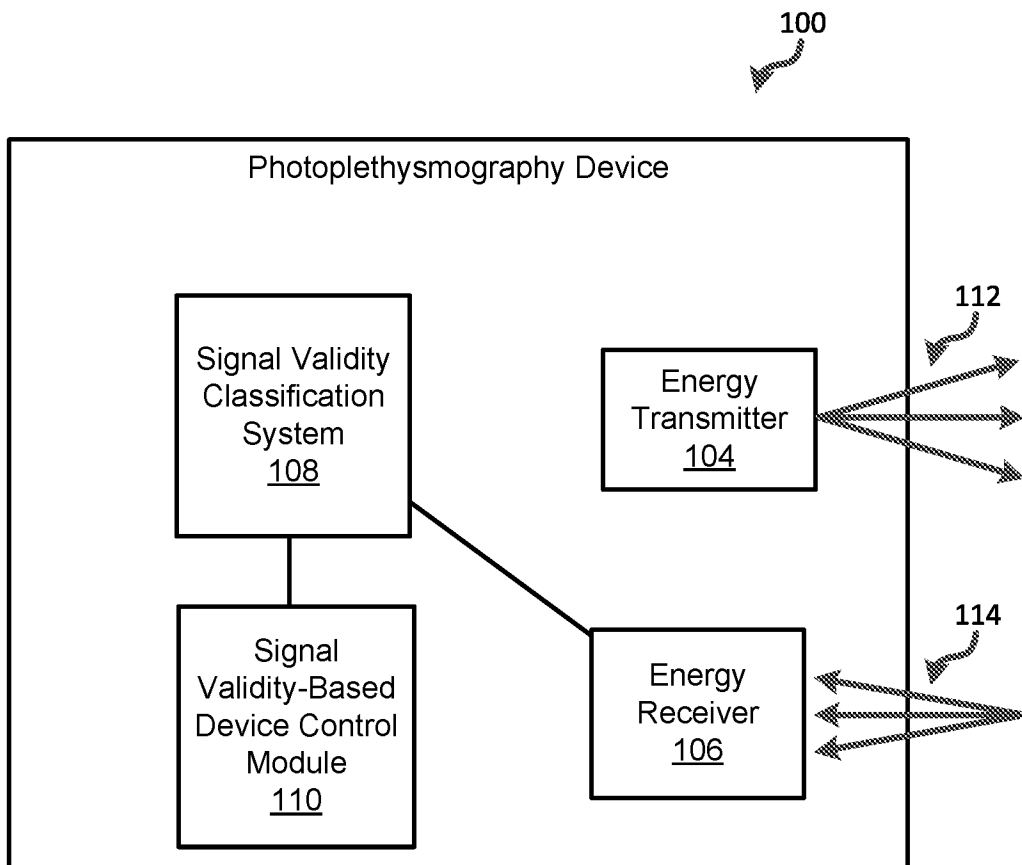 100
Photoplethysmography Device
112
Signal Validity
Classification
System
108
Energy
Transmitter
104
114
Signal
Validity-Based
Device Control
Module
110
Energy
Receiver
106